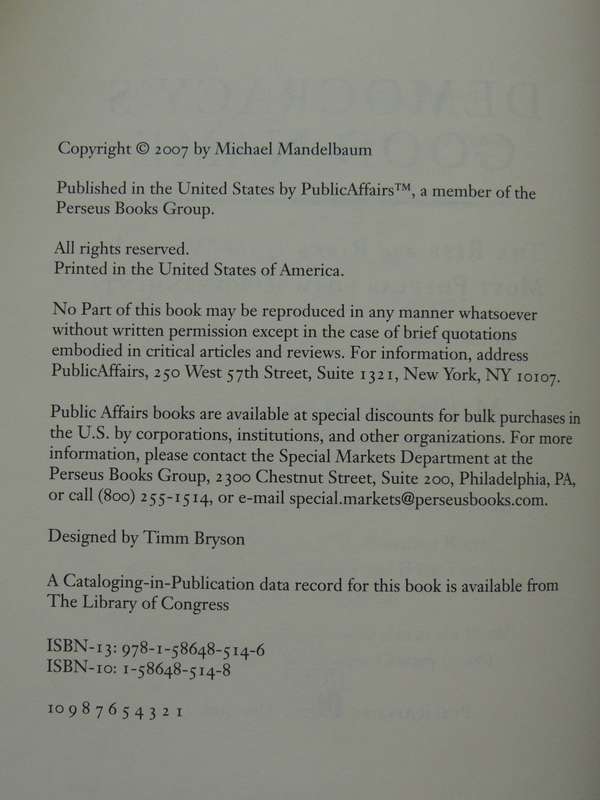 Copyright © 2007 by Michael Mandelbaum
Published in the United States by PublicAffairs™, a member of the
Perseus Books Group.
All rights reserved.
Printed in the United States of America.
No Part of this book may be reproduced in any manner whatsoever
without written permission except in the case of brief quotations
embodied in critical articles and reviews. For information, address
PublicAffairs, 250 West 57th Street, Suite 1321, New York, NY 10107.
Public Affairs books are available at special discounts for bulk purchases in
the U.S. by corporations, institutions, and other organizations. For more
information, please contact the Special Markets Department at the
Perseus Books Group, 2300 Chestnut Street, Suite 200, Philadelphia, PA,
or call (800) 255-1514, or e-mail special.markets@perseusbooks.com.
Designed by Timm Bryson
A Cataloging-in-Publication data record for this book is available from
The Library of Congress
ISBN-13: 978-1-58648-514-6
ISBN-10: 1-58648-514-8
10 9 8 7 6 5 4 3 2 1